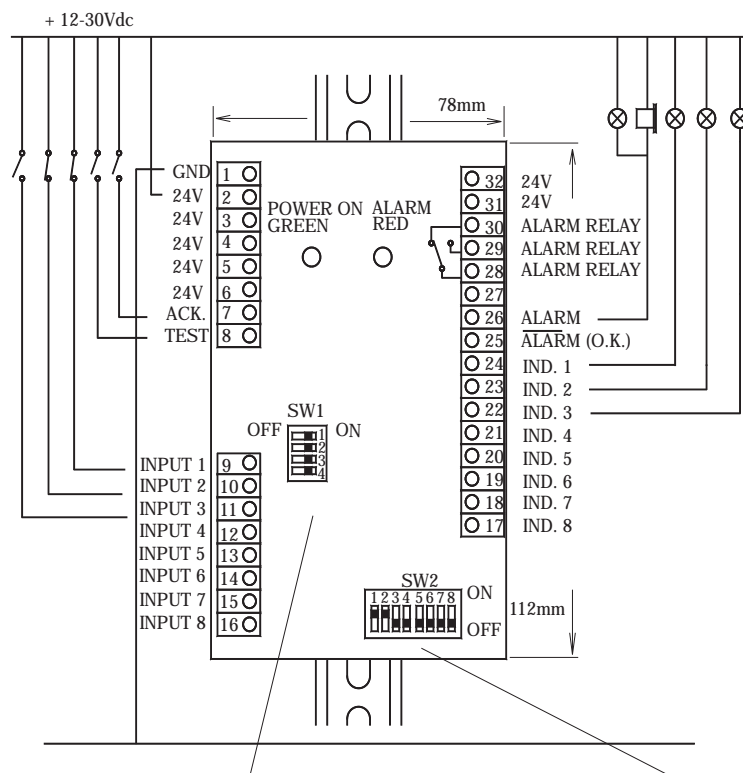 + 12-30Vdc
78mm
GND 1
24V 2
24V 3
24V 4
24V 5
24V 6
ACK. 7
TEST 8
POWER ON GREEN
ALARM RED
32 24V
31 24V
30 ALARM RELAY
29 ALARM RELAY
28 ALARM RELAY
27
26 ALARM
25 ALARM (O.K.)
24 IND. 1
23 IND. 2
22 IND. 3
21 IND. 4
20 IND. 5
19 IND. 6
18 IND. 7
17 IND. 8
SW1
OFF 1 ON
2
3
4
INPUT 1 9
INPUT 2 10
INPUT 3 11
INPUT 4 12
INPUT 5 13
INPUT 6 14
INPUT 7 15
INPUT 8 16
SW2
1 2 3 4 5 6 7 8 ON
OFF
112mm